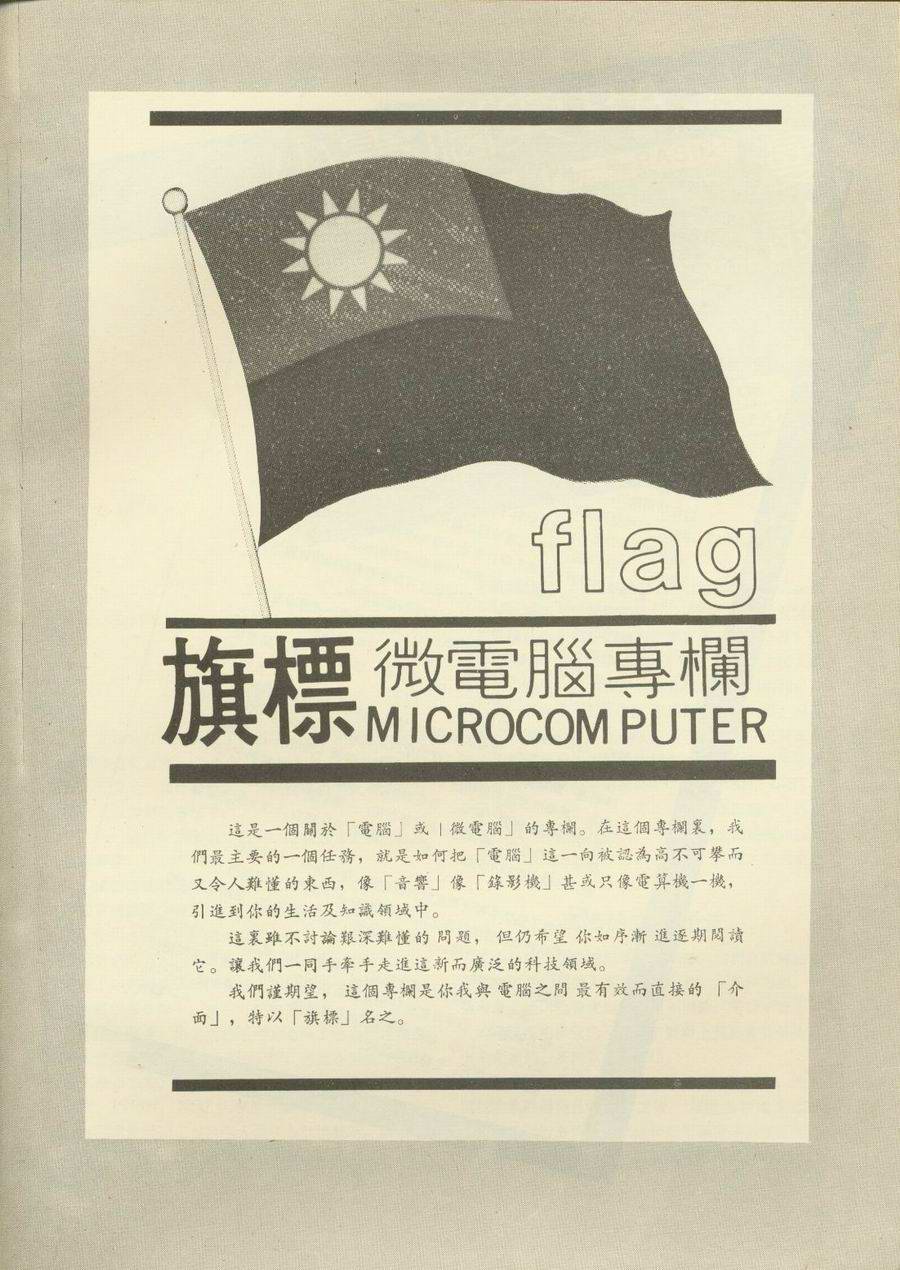 flag
旗標 微電腦專欄
MICROCOMPUTER
這是一個關於「電腦」或「微電腦」的專欄。在這個專欄裏，我
們最主要的一個任務，就是如何把「電腦」這一向被認為高不可攀而
又令人難懂的東西，像「音響」像「錄影機」甚或只像電算機一機，
引進到你的生活及知識領域中。
這裏雖不討論艱深難懂的問題，但仍希望你如序漸進逐期閱讀
它。讓我們一同手牽手走進這新而廣泛的科技領域。
我們謹期望，這個專欄是你我與電腦之間最有效而直接的「介
面」，特以「旗標」名之。